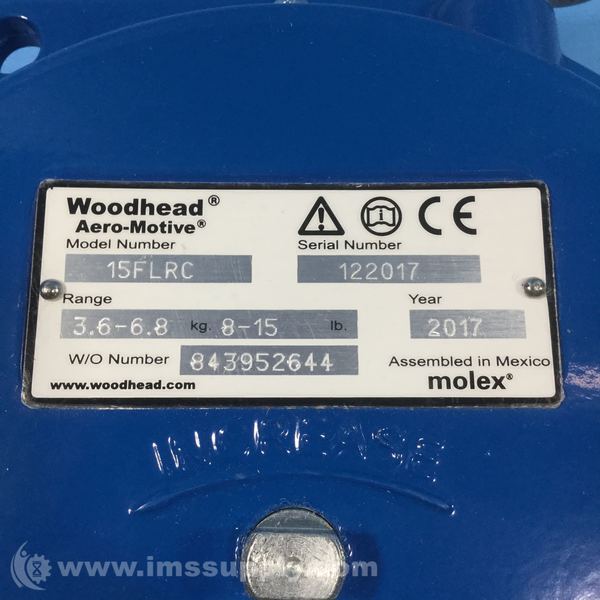 Woodhead®
Aero-Motive®
Model Number Serial Number
15FLRC 122017
Range Year
3.6-6.8 kg. 8-15 lb. 2017
W/O Number 843952644 Assembled in Mexico
www.woodhead.com molex®
INCREASE
www.imssupply.com